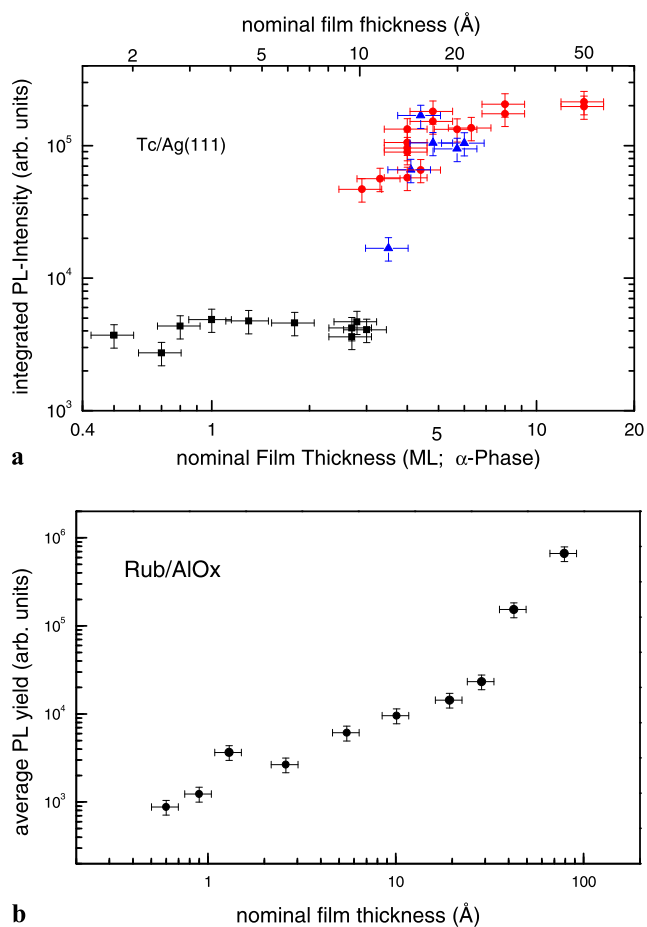 nominal film fhickness (Å)
2 5 10 20 50
integrated PL-Intensity (arb. units)
Tc/Ag(111)
10^5
10^4
10^3
0.4 1 5 10 20
a nominal Film Thickness (ML; α-Phase)
average PL yield (arb. units)
Rub/AlOx
10^6
10^5
10^4
10^3
1 10 100
b nominal film thickness (Å)